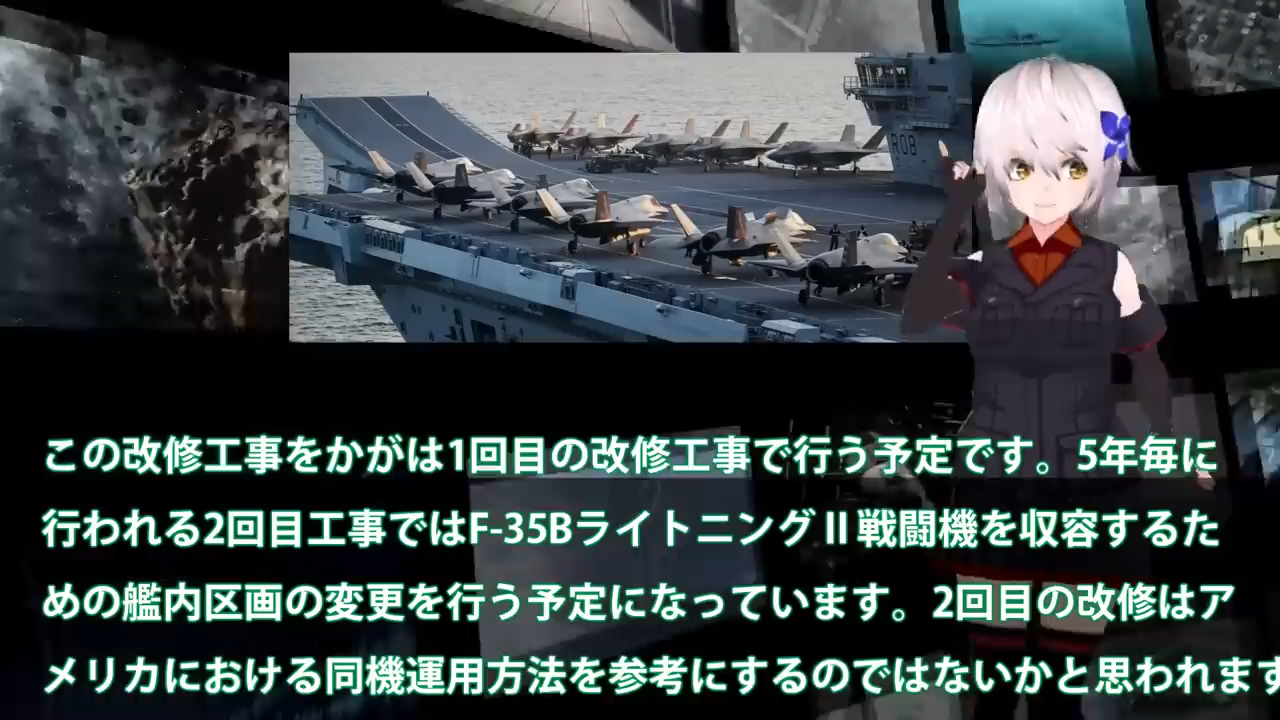 R08
この改修工事をかがは1回目の改修工事で行う予定です。5年毎に
行われる2回目工事ではF-35BライトニングⅡ戦闘機を収容するた
めの艦内区画の変更を行う予定になっています。2回目の改修はア
メリカにおける同機運用方法を参考にするのではないかと思われます